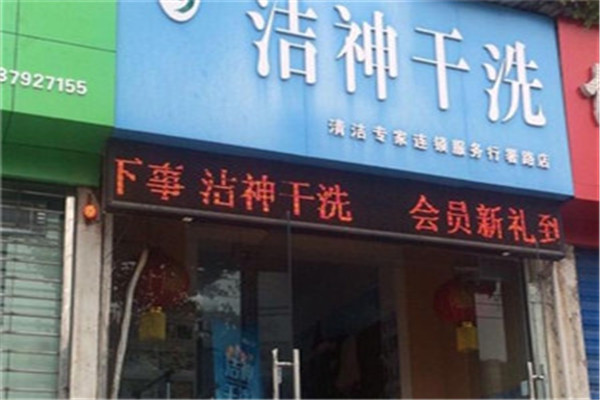 37927155
洁神干洗
清洁专家连锁服务行署路店
下事 洁神干洗 会员新礼到